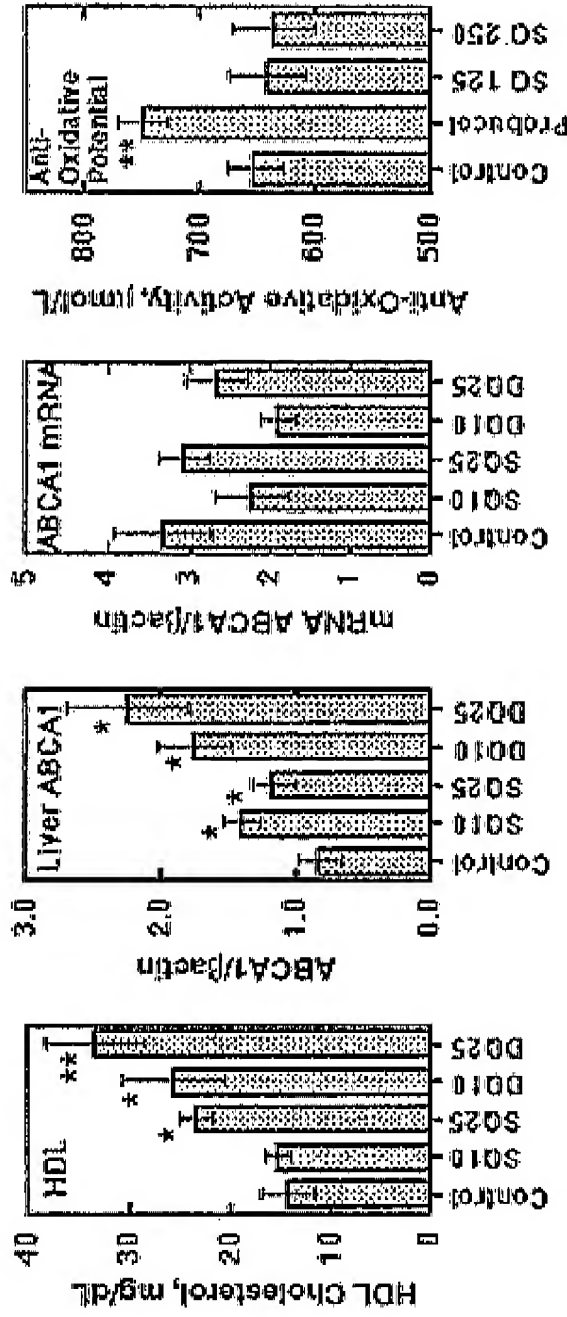 HDL
HDL Cholesterol, mg/dL
40
30
20
10
0
Control
SQ10
SQ25
DQ10
DQ25
*
*
**
Liver ABCA1
ABCA1/βactin
3.0
2.0
1.0
0.0
Control
SQ10
SQ25
DQ10
DQ25
*
*
*
*
ABCA1 mRNA
mRNA ABCA1/βactin
5
4
3
2
1
0
Control
SQ10
SQ25
DQ10
DQ25
Anti-
Oxidative
Potential
**
Anti-Oxidative Activity, µmol/L
800
700
600
500
Control
Probucol
SQ 125
SQ 250